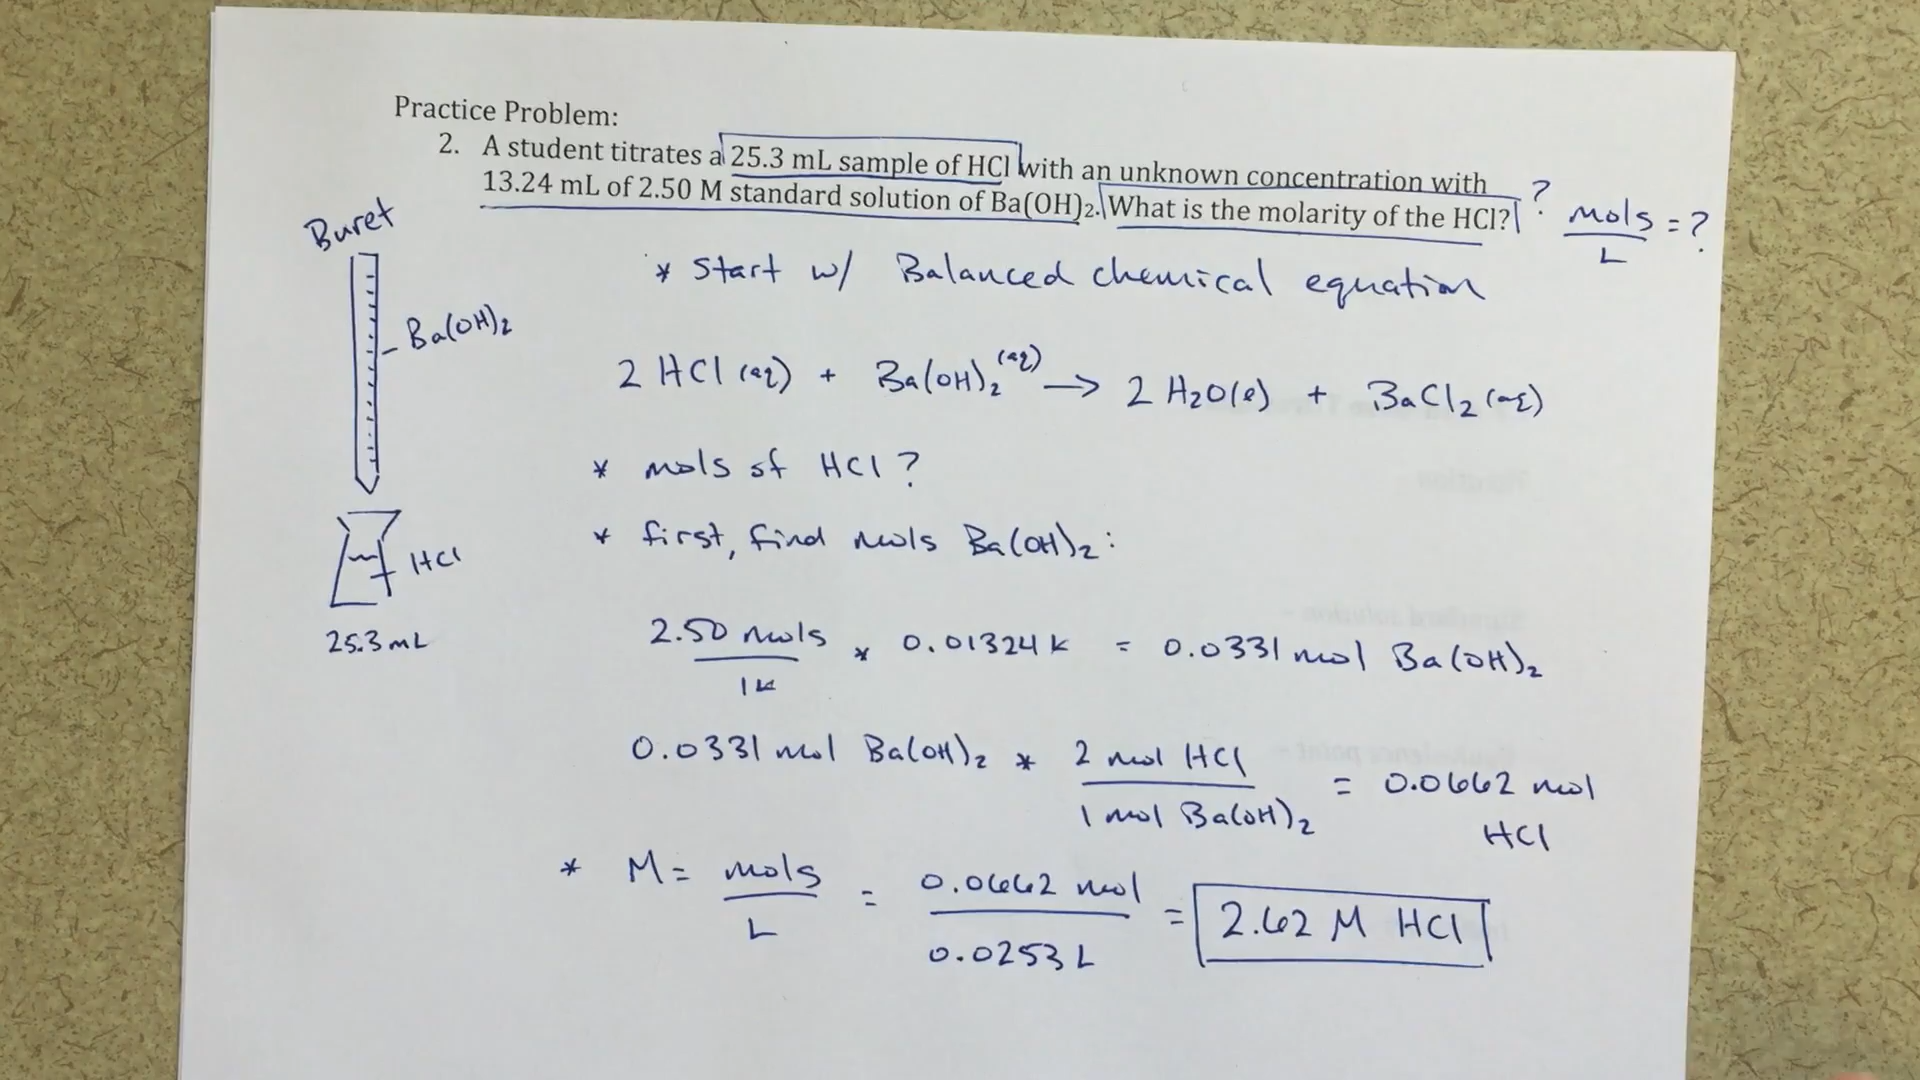 Practice Problem:
2. A student titrates a 25.3 mL sample of HCl with an unknown concentration with
13.24 mL of 2.50 M standard solution of Ba(OH)₂. What is the molarity of the HCl? ?
mols / L = ?
Buret
* Start w/ Balanced chemical equation
Ba(OH)₂
2 HCl (aq) + Ba(OH)₂ (aq) → 2 H₂O(l) + BaCl₂ (aq)
* mols of HCl ?
* first, find mols Ba(OH)₂ :
HCl
25.3 mL
2.50 mols / 1 L * 0.01324 L = 0.0331 mol Ba(OH)₂
0.0331 mol Ba(OH)₂ * 2 mol HCl / 1 mol Ba(OH)₂ = 0.0662 mol HCl
* M = mols / L = 0.0662 mol / 0.0253 L = 2.62 M HCl